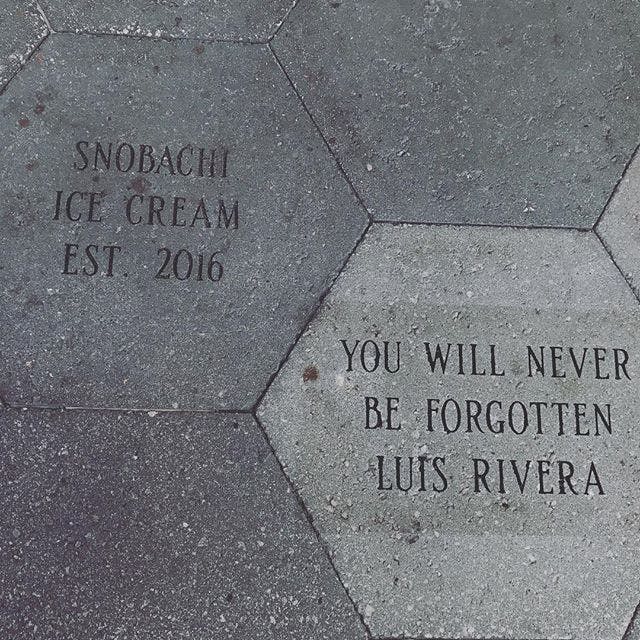 SNOBACHI
ICE CREAM
EST. 2016
YOU WILL NEVER
BE FORGOTTEN
LUIS RIVERA